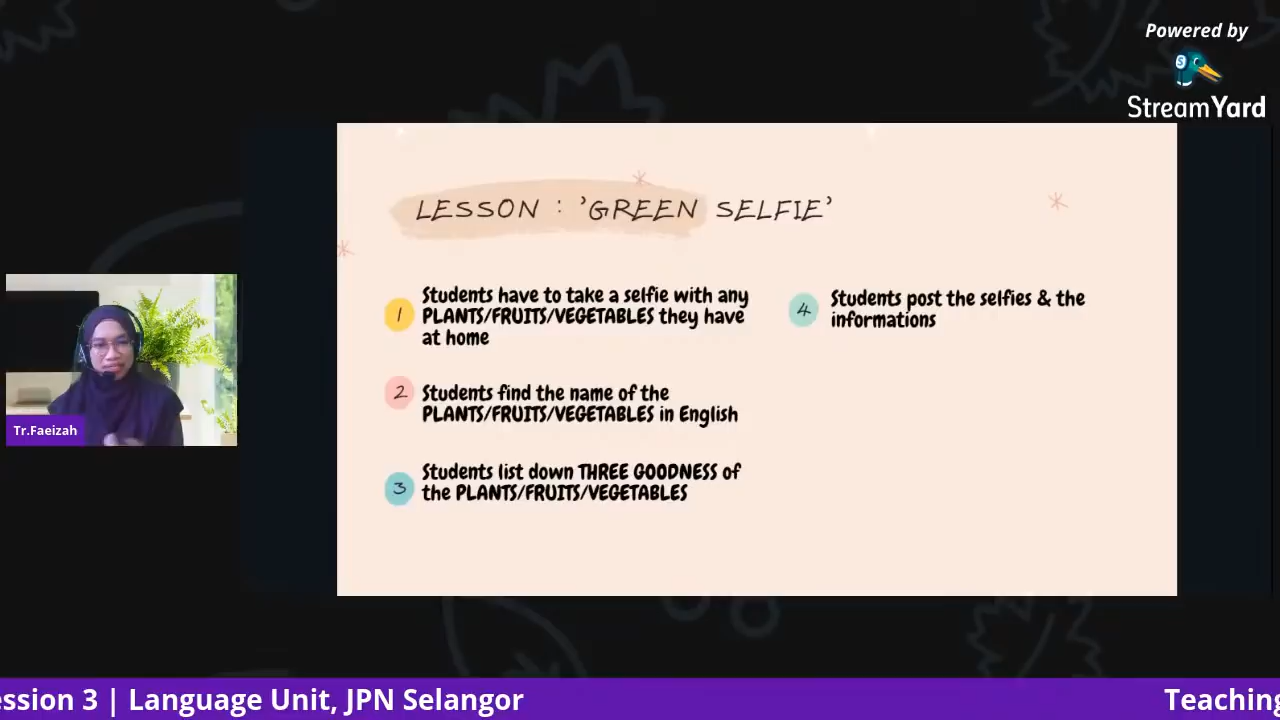 Powered by
StreamYard
LESSON : 'GREEN SELFIE'
1
Students have to take a selfie with any
PLANTS/FRUITS/VEGETABLES they have
at home
2
Students find the name of the
PLANTS/FRUITS/VEGETABLES in English
3
Students list down THREE GOODNESS of
the PLANTS/FRUITS/VEGETABLES
4
Students post the selfies & the
informations
Tr.Faeizah
ession 3 | Language Unit, JPN Selangor
Teaching